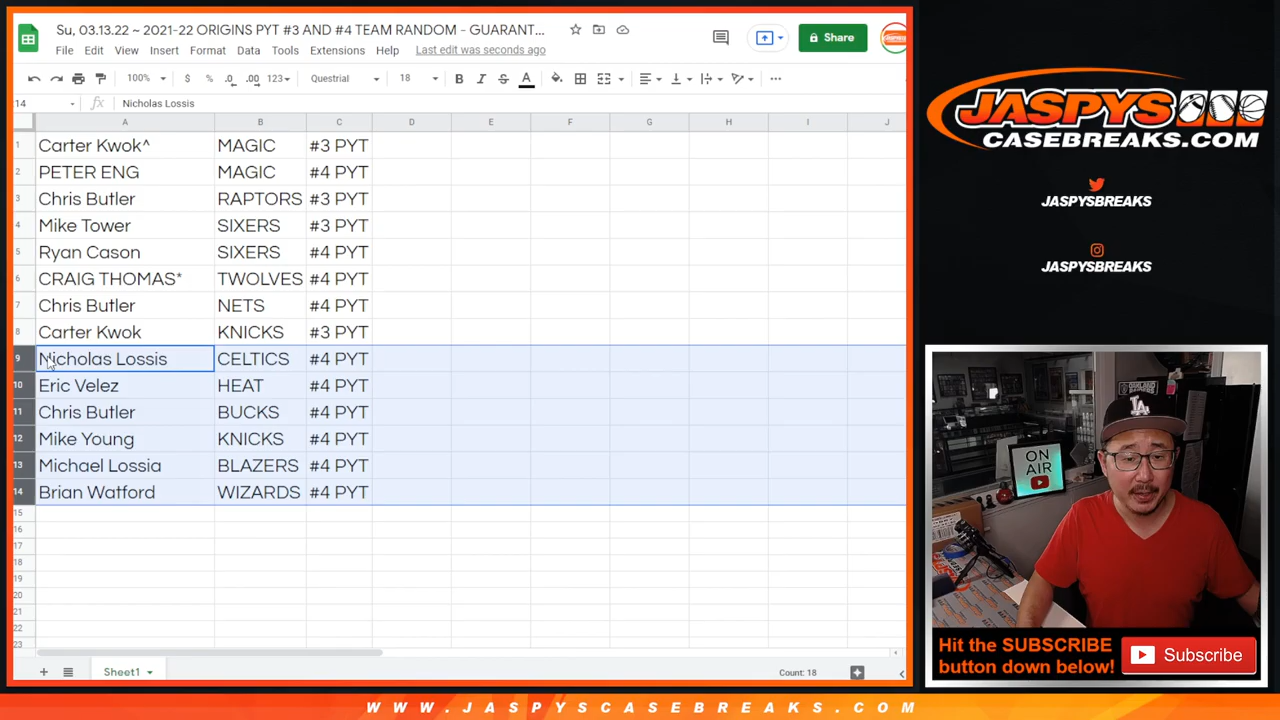 Su, 03.13.22 ~ 2021-22 ORIGINS PYT #3 AND #4 TEAM RANDOM - GUARANT...
Share
File Edit View Insert Format Data Tools Extensions Help Last edit was seconds ago
100% $ % .0 .00 123 Questrial 18 B I S A
14 fx Nicholas Lossis
A B C D E F G H I J
1 Carter Kwok^ MAGIC #3 PYT
2 PETER ENG MAGIC #4 PYT
3 Chris Butler RAPTORS #3 PYT
4 Mike Tower SIXERS #3 PYT
5 Ryan Cason SIXERS #4 PYT
6 CRAIG THOMAS* TWOLVES #4 PYT
7 Chris Butler NETS #4 PYT
8 Carter Kwok KNICKS #3 PYT
9 Nicholas Lossis CELTICS #4 PYT
10 Eric Velez HEAT #4 PYT
11 Chris Butler BUCKS #4 PYT
12 Mike Young KNICKS #4 PYT
13 Michael Lossia BLAZERS #4 PYT
14 Brian Watford WIZARDS #4 PYT
15
16
17
18
19
20
21
22
23
Sheet1 Count: 18
JASPYS
CASEBREAKS.COM
JASPYSBREAKS
JASPYSBREAKS
ON
AIR
LA
Hit the SUBSCRIBE
button down below!
Subscribe
WWW.JASPYSCASEBREAKS.COM